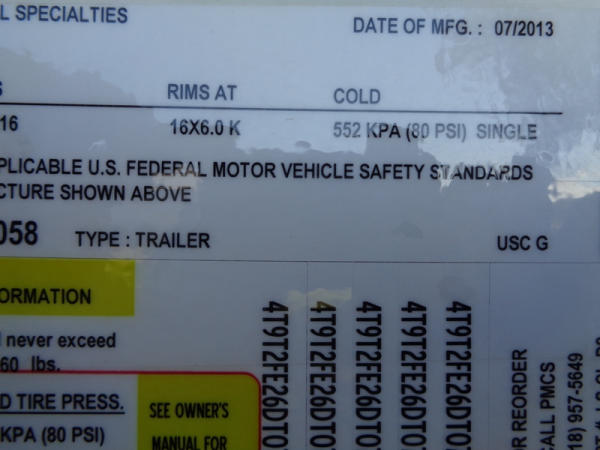 L SPECIALTIES
DATE OF MFG. : 07/2013
RIMS AT
COLD
16
16X6.0 K
552 KPA (80 PSI) SINGLE
PLICABLE U.S. FEDERAL MOTOR VEHICLE SAFETY STANDARDS
CTURE SHOWN ABOVE
058
TYPE : TRAILER
USC G
ORMATION
never exceed
60 lbs.
D TIRE PRESS.
KPA (80 PSI)
SEE OWNER'S
MANUAL FOR
4T9T2FE26DT0
4T9T2FE26DT0
4T9T2FE26DT0
4T9T2FE26DT0
4T9T2FE26DT0
OR REORDER
CALL PMCS
18) 957-5649